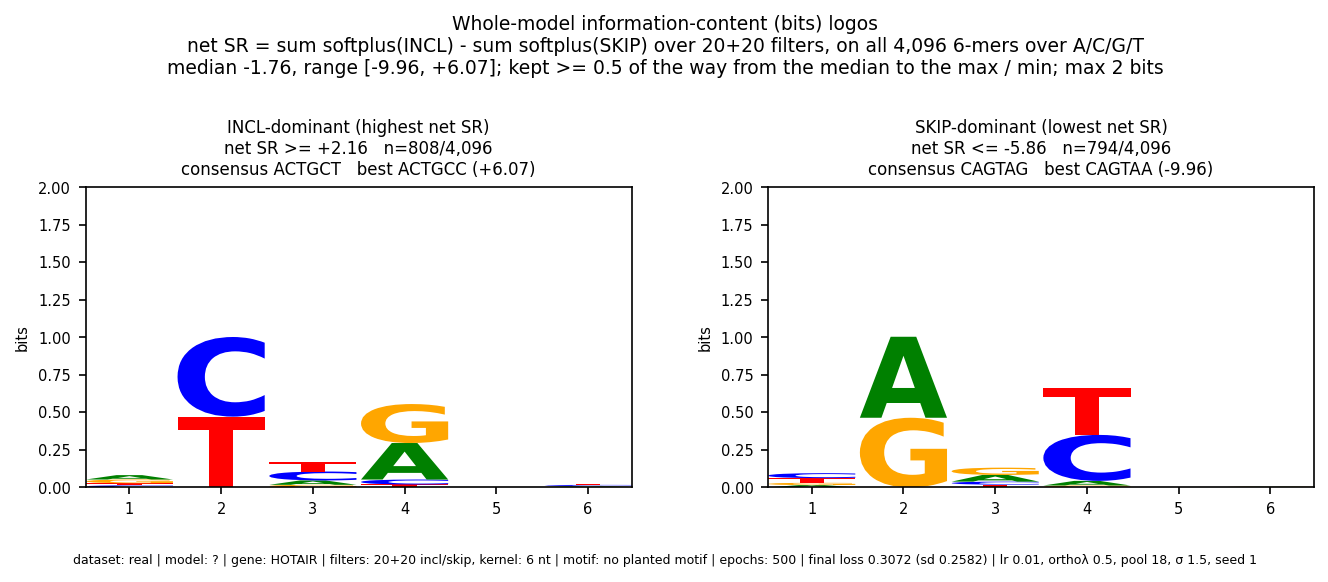 Whole-model information-content (bits) logos
net SR = sum softplus(INCL) - sum softplus(SKIP) over 20+20 filters, on all 4,096 6-mers over A/C/G/T
median -1.76, range [-9.96, +6.07]; kept >= 0.5 of the way from the median to the max / min; max 2 bits
INCL-dominant (highest net SR)
net SR >= +2.16   n=808/4,096
consensus ACTGCT   best ACTGCC (+6.07)
2.00
1.75
1.50
1.25
1.00
0.75
0.50
0.25
0.00
bits
C
T
T
C
A
G
A
C
1
2
3
4
5
6
SKIP-dominant (lowest net SR)
net SR <= -5.86   n=794/4,096
consensus CAGTAG   best CAGTAA (-9.96)
2.00
1.75
1.50
1.25
1.00
0.75
0.50
0.25
0.00
bits
C
T
A
G
G
A
C
T
C
A
1
2
3
4
5
6
dataset: real | model: ? | gene: HOTAIR | filters: 20+20 incl/skip, kernel: 6 nt | motif: no planted motif | epochs: 500 | final loss 0.3072 (sd 0.2582) | lr 0.01, orthoλ 0.5, pool 18, σ 1.5, seed 1